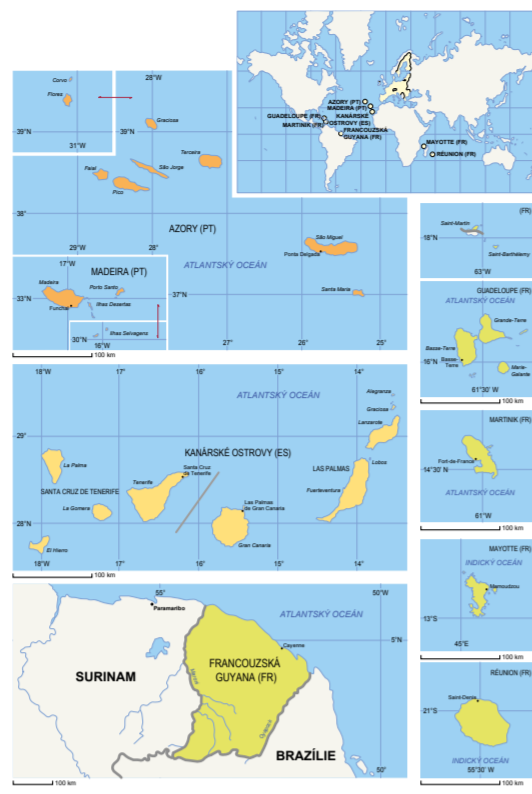 AZORY (PT)
MADEIRA (PT)
KANÁRSKÉ
OSTROVY (ES)
GUADELOUPE (FR)
MARTINIK (FR)
FRANCOUZSKÁ
GUYANA (FR)
MAYOTTE (FR)
RÉUNION (FR)
Corvo
Flores
28°W
39°N
31°W
39°N
Graciosa
Terceira
Faial
São Jorge
Pico
38°
29°W
28°
AZORY (PT)
São Miguel
Ponta Delgada
ATLANTSKÝ OCEÁN
17°W
MADEIRA (PT)
Madeira
Porto Santo
33°N
Funchal
Ilhas Desertas
37°N
Santa Maria
Ilhas Selvagens
30°N
16°W
27°
26°
25°
100 km
(FR)
Saint-Martin
18°N
Saint-Barthélemy
63°W
GUADELOUPE (FR)
ATLANTSKÝ
OCEÁN
Grande-Terre
Basse-Terre
Basse-
Terre
16°N
Marie-
Galante
61°30' W
100 km
18°W
17°
16°
15°
14°
ATLANTSKÝ OCEÁN
Alegranza
Graciosa
Lanzarote
29°
KANÁRSKÉ OSTROVY (ES)
La Palma
Santa Cruz
de Tenerife
LAS PALMAS
Lobos
Tenerife
SANTA CRUZ DE TENERIFE
Fuerteventura
La Gomera
Las Palmas
de Gran Canaria
28°N
El Hierro
Gran Canaria
18°W
17°
16°
15°
14°
100 km
MARTINIK (FR)
Fort-de-France
14°30'N
ATLANTSKÝ
OCEÁN
61°W
100 km
MAYOTTE (FR)
INDICKÝ OCEÁN
Mamoudzou
13°S
45°E
100 km
55°
50°W
Paramaribo
ATLANTSKÝ OCEÁN
5°N
Cayenne
SURINAM
FRANCOUZSKÁ
GUYANA (FR)
BRAZÍLIE
50°
100 km
RÉUNION (FR)
Saint-Denis
21°S
INDICKÝ
OCEÁN
55°30' W
100 km